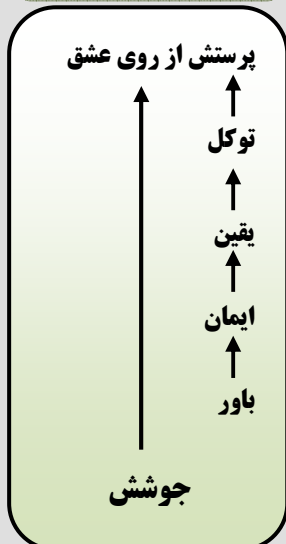 پرستش از روی عشق
توکل
یقین
ایمان
باور
جوشش